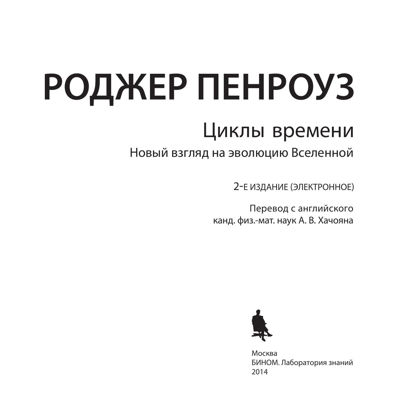 РОДЖЕР ПЕНРОУЗ
Циклы времени
Новый взгляд на эволюцию Вселенной
2-Е ИЗДАНИЕ (ЭЛЕКТРОННОЕ)
Перевод с английского
канд. физ.-мат. наук А. В. Хачояна
Москва
БИНОМ. Лаборатория знаний
2014